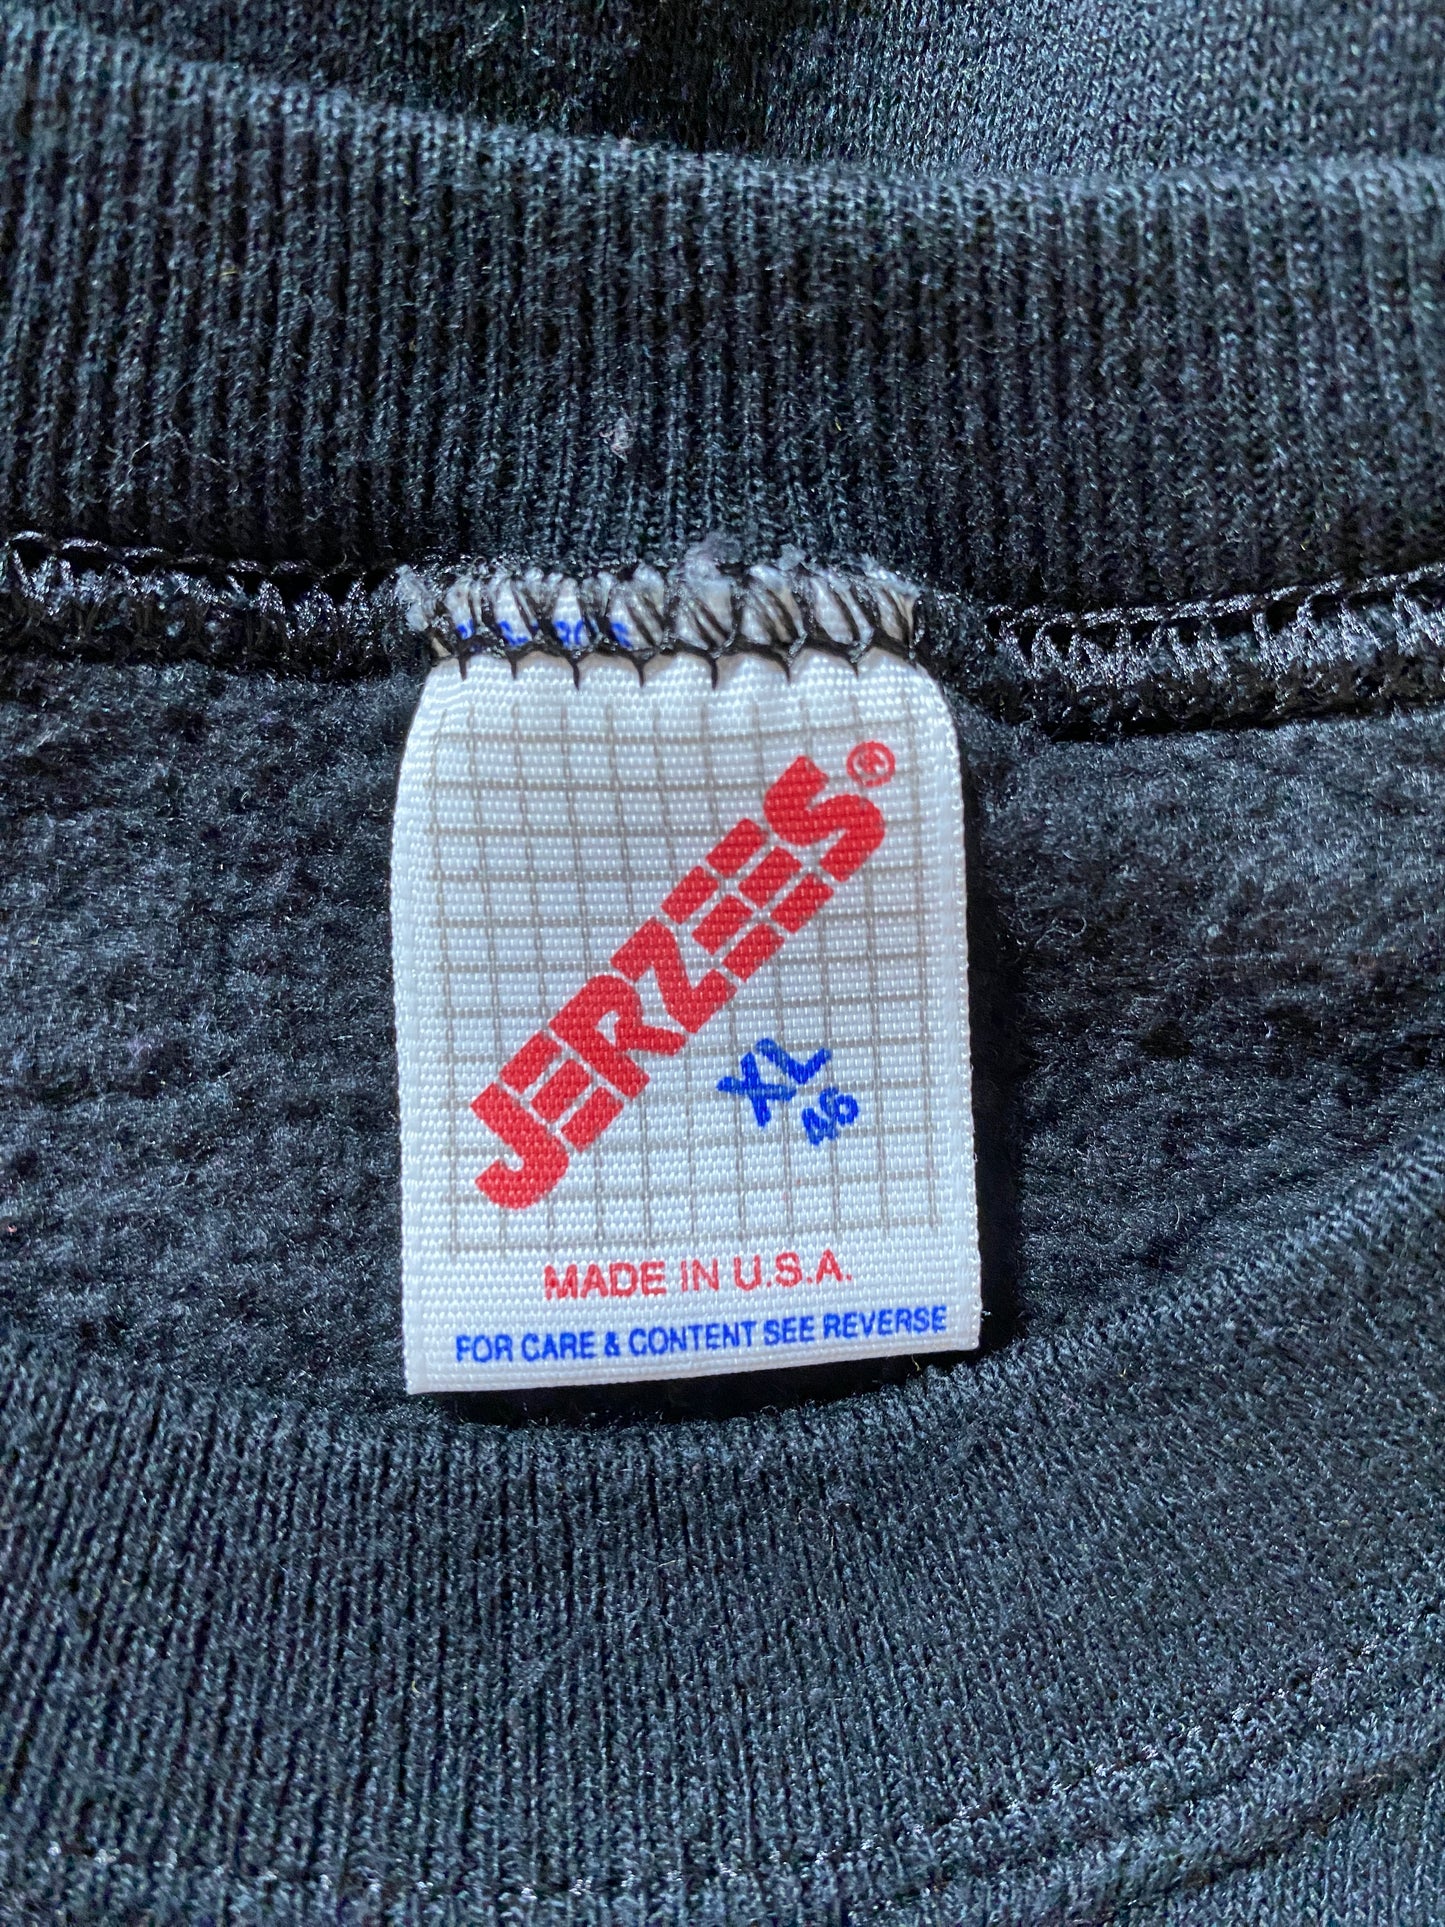 JERZEES®
XL
46
MADE IN U.S.A.
FOR CARE & CONTENT SEE REVERSE